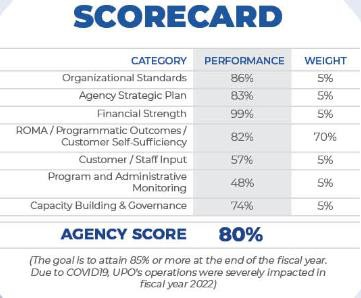 SCORECARD
CATEGORY PERFORMANCE WEIGHT
Organizational Standards 86% 5%
Agency Strategic Plan 83% 5%
Financial Strength 99% 5%
ROMA / Programmatic Outcomes /
Customer Self-Sufficiency 82% 70%
Customer / Staff Input 57% 5%
Program and Administrative
Monitoring 48% 5%
Capacity Building & Governance 74% 5%
AGENCY SCORE 80%
(The goal is to attain 85% or more at the end of the fiscal year.
Due to COVID19, UPO's operations were severely impacted in
fiscal year 2022)